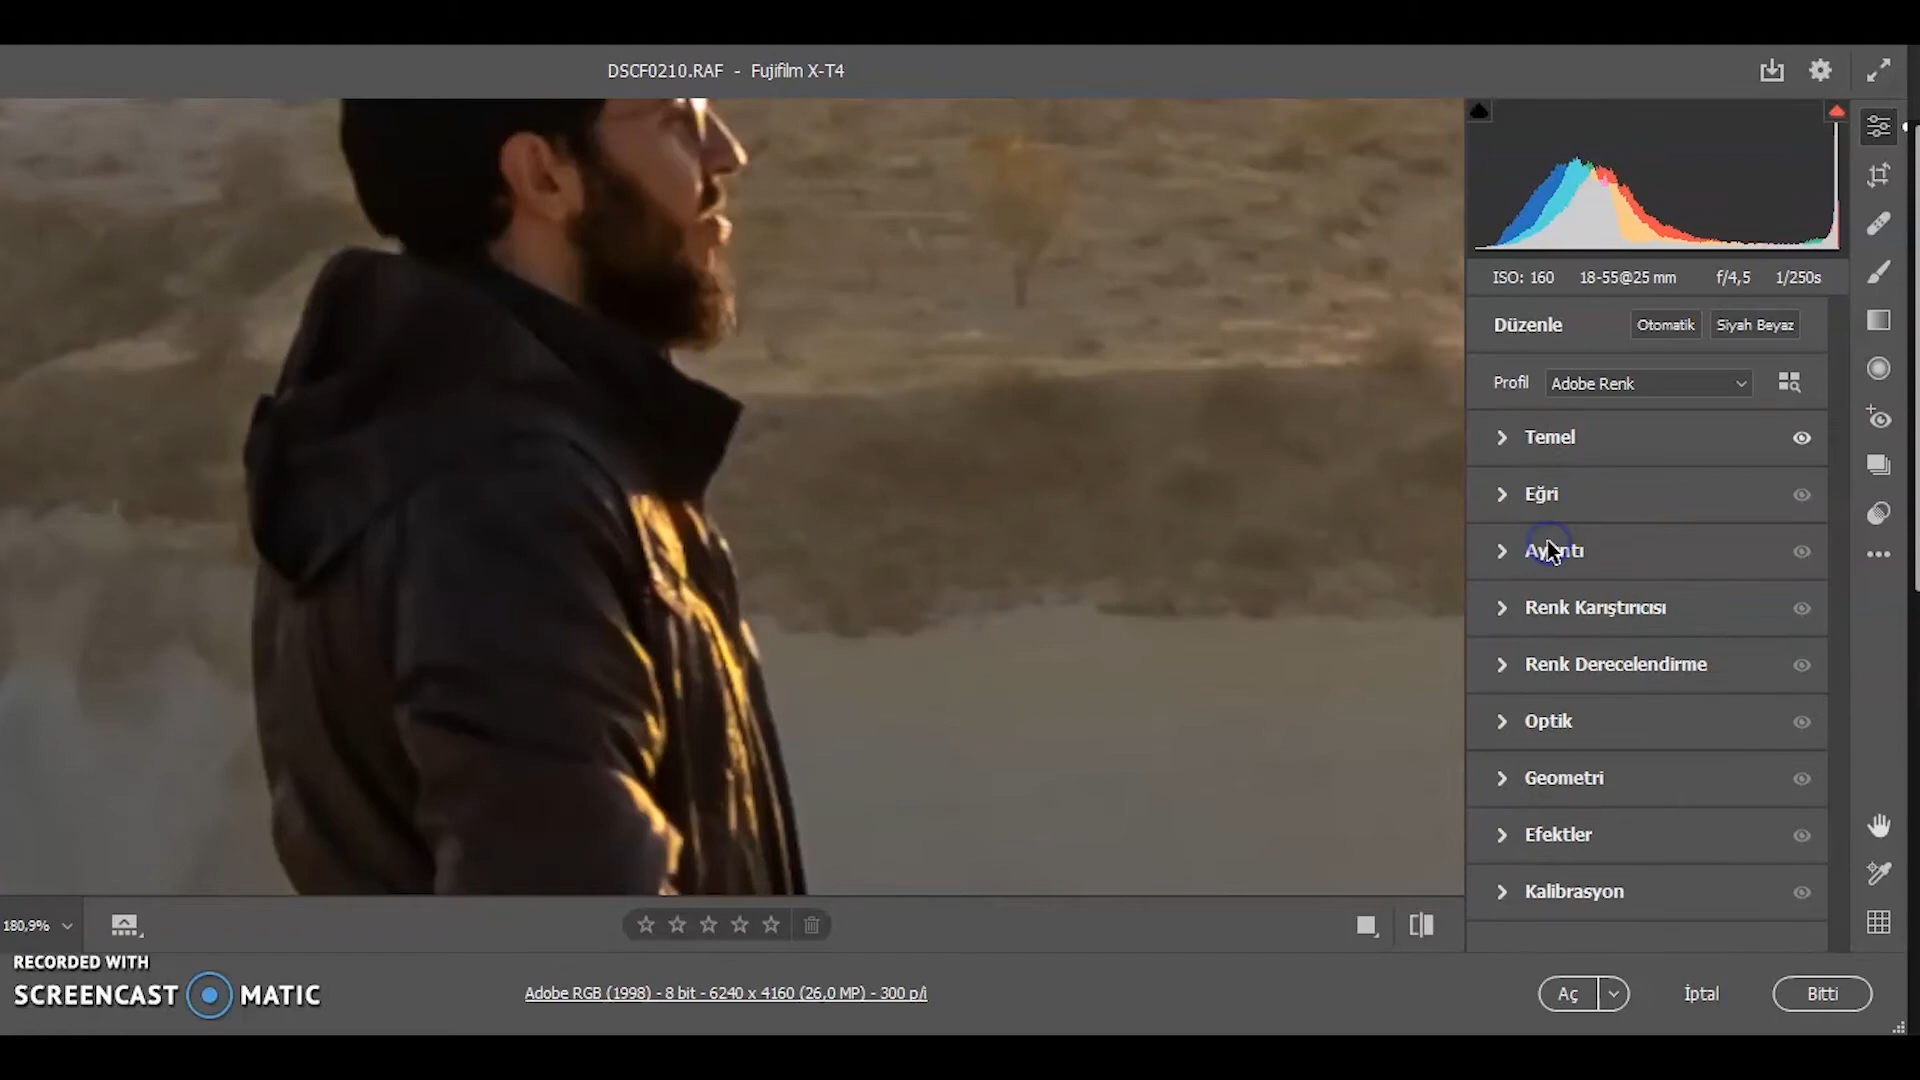 DSCF0210.RAF - Fujifilm X-T4
ISO: 160 18-55@25 mm f/4,5 1/250s
Düzenle Otomatik Siyah Beyaz
Profil Adobe Renk
Temel
Eğri
Renk Karıştırıcısı
Renk Derecelendirme
Optik
Geometri
Efektler
Kalibrasyon
180,9%
RECORDED WITH
SCREENCAST MATIC
Adobe RGB (1998) - 8 bit - 6240 x 4160 (26,0 MP) - 300 p/i
Aç İptal Bitti